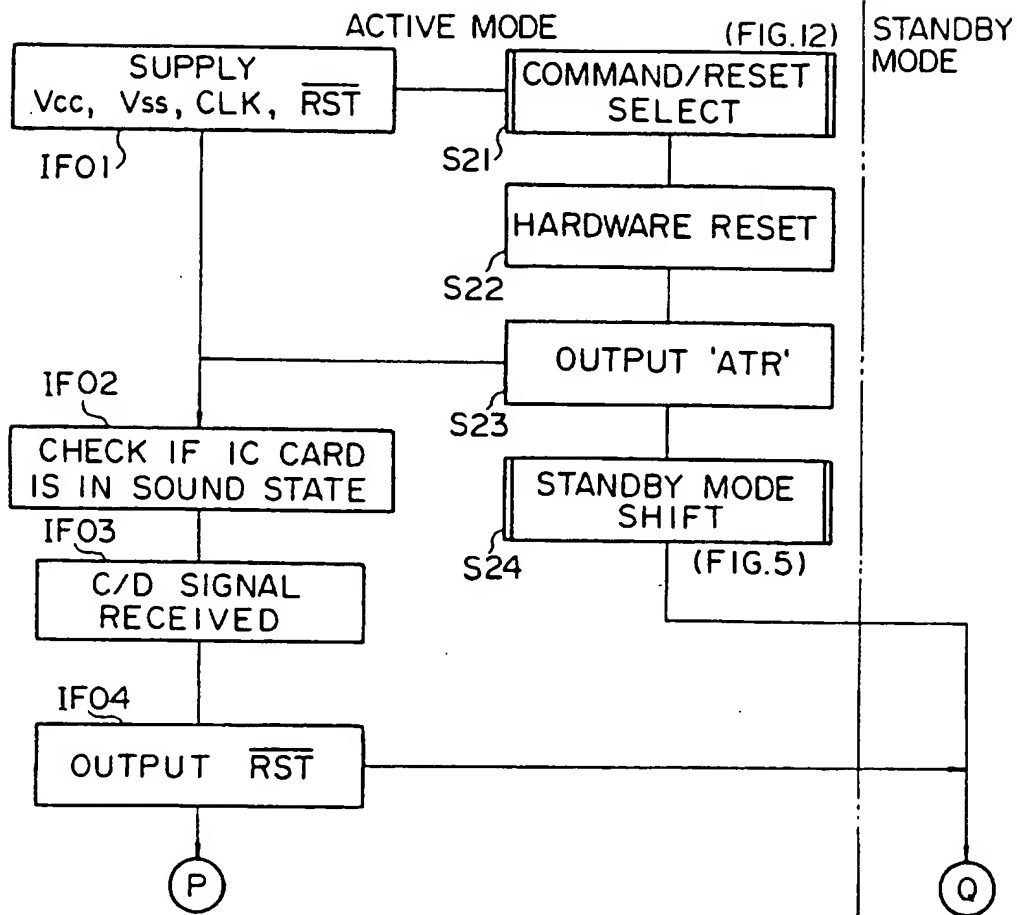 ACTIVE MODE
(FIG.12)
STANDBY
MODE
SUPPLY
Vcc, Vss, CLK, R̅S̅T̅
IF01
COMMAND/RESET
SELECT
S21
HARDWARE RESET
S22
OUTPUT 'ATR'
S23
IF02
CHECK IF IC CARD
IS IN SOUND STATE
STANDBY MODE
SHIFT
S24
(FIG.5)
IF03
C/D SIGNAL
RECEIVED
IF04
OUTPUT R̅S̅T̅
P
Q